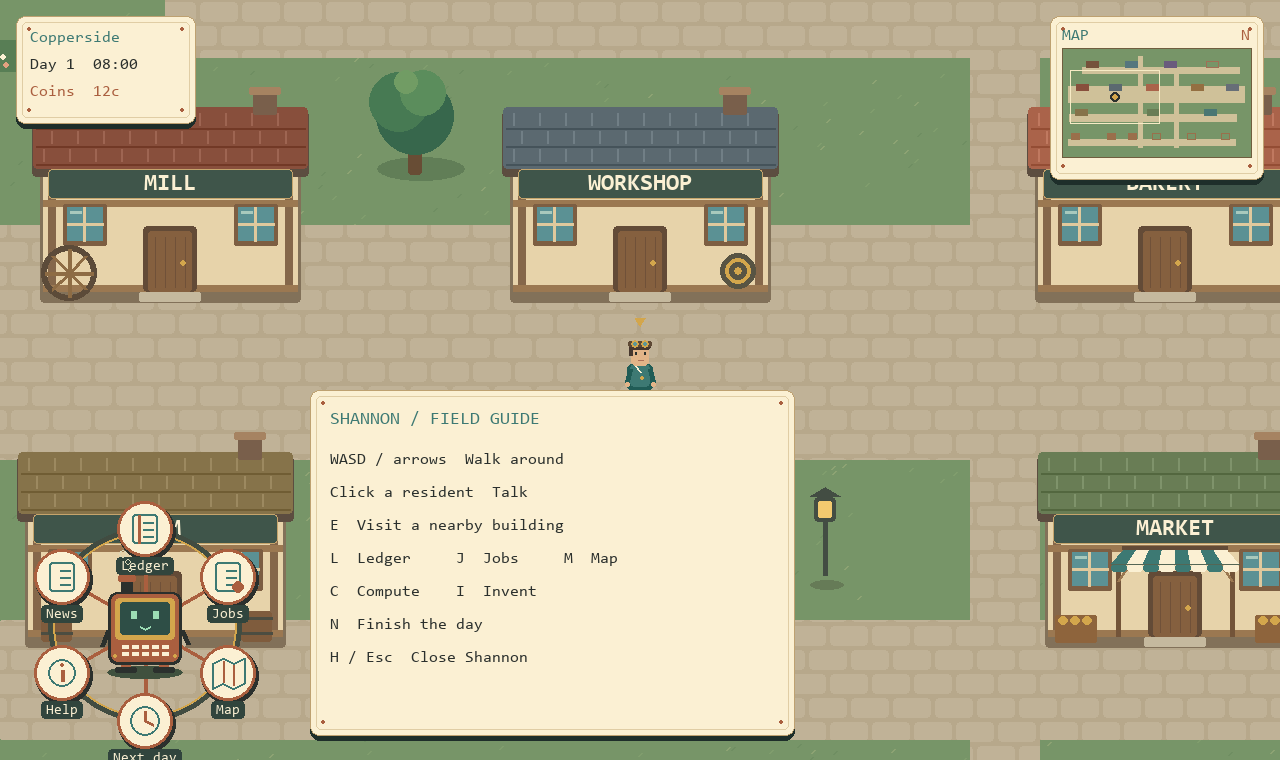 Copperside
Day 1  08:00
Coins  12c
MAP
N
MILL
WORKSHOP
BAKERY
SHANNON / FIELD GUIDE
WASD / arrows  Walk around
Click a resident  Talk
E  Visit a nearby building
L  Ledger    J  Jobs    M  Map
C  Compute    I  Invent
N  Finish the day
H / Esc  Close Shannon
MARKET
Ledger
News
Jobs
Help
Map
Next day